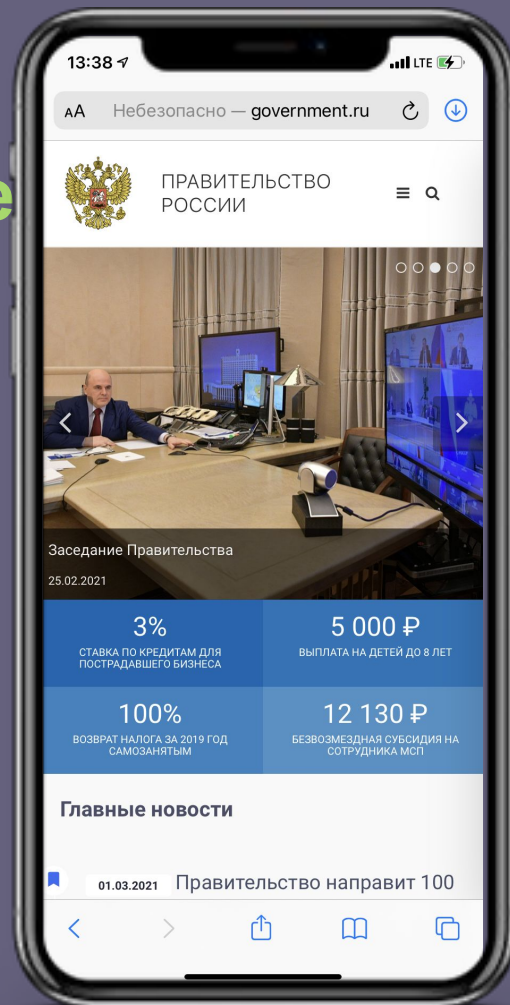 13:38
LTE
е
AA Небезопасно — government.ru
ПРАВИТЕЛЬСТВО
РОССИИ
Заседание Правительства
25.02.2021
3%
СТАВКА ПО КРЕДИТАМ ДЛЯ
ПОСТРАДАВШЕГО БИЗНЕСА
5 000 ₽
ВЫПЛАТА НА ДЕТЕЙ ДО 8 ЛЕТ
100%
ВОЗВРАТ НАЛОГА ЗА 2019 ГОД
САМОЗАНЯТЫМ
12 130 ₽
БЕЗВОЗМЕЗДНАЯ СУБСИДИЯ НА
СОТРУДНИКА МСП
Главные новости
01.03.2021 Правительство направит 100